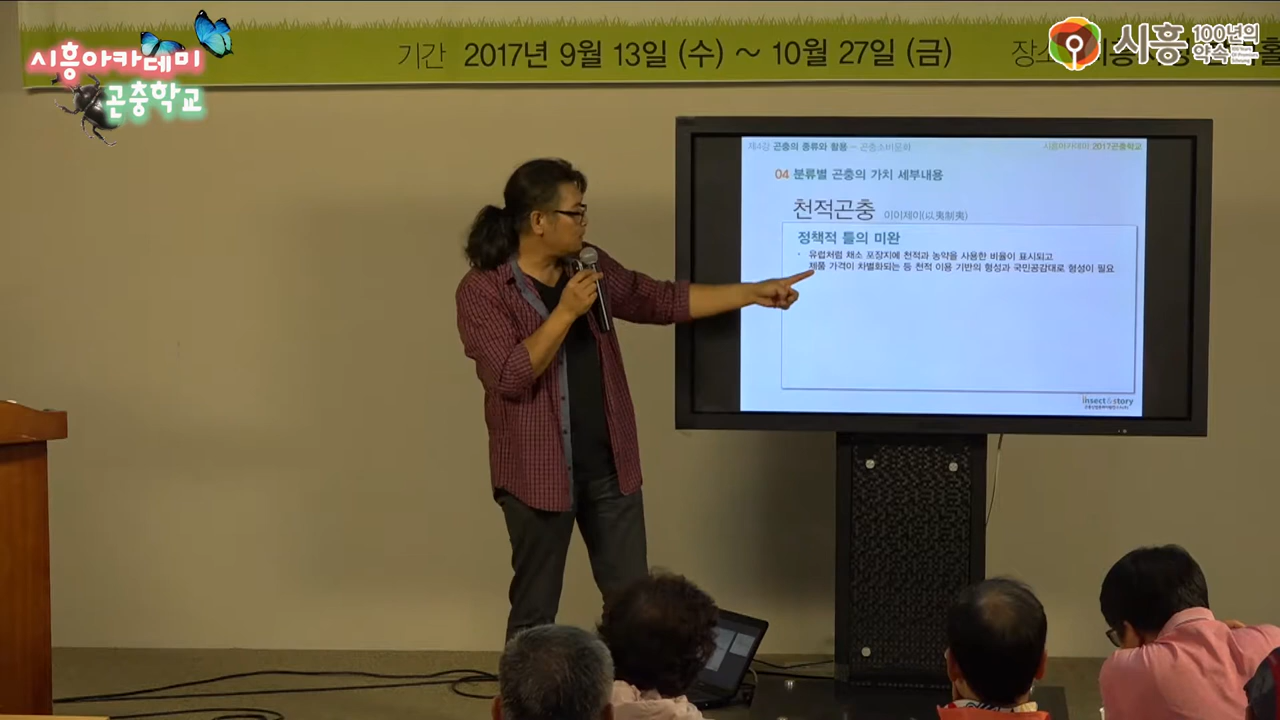 시흥아카데미
곤충학교
기간 2017년 9월 13일 (수) ~ 10월 27일 (금)
시흥 100년의
약속
제4강 곤충의 종류와 활용 - 곤충소비문화
시흥아카데미 2017곤충학교
04 분류별 곤충의 가치 세부내용
천적곤충 이이제이(以夷制夷)
정책적 틀의 미완
• 유럽처럼 채소 포장지에 천적과 농약을 사용한 비율이 표시되고
제품 가격이 차별화되는 등 천적 이용 기반의 형성과 국민공감대로 형성이 필요
insect&story